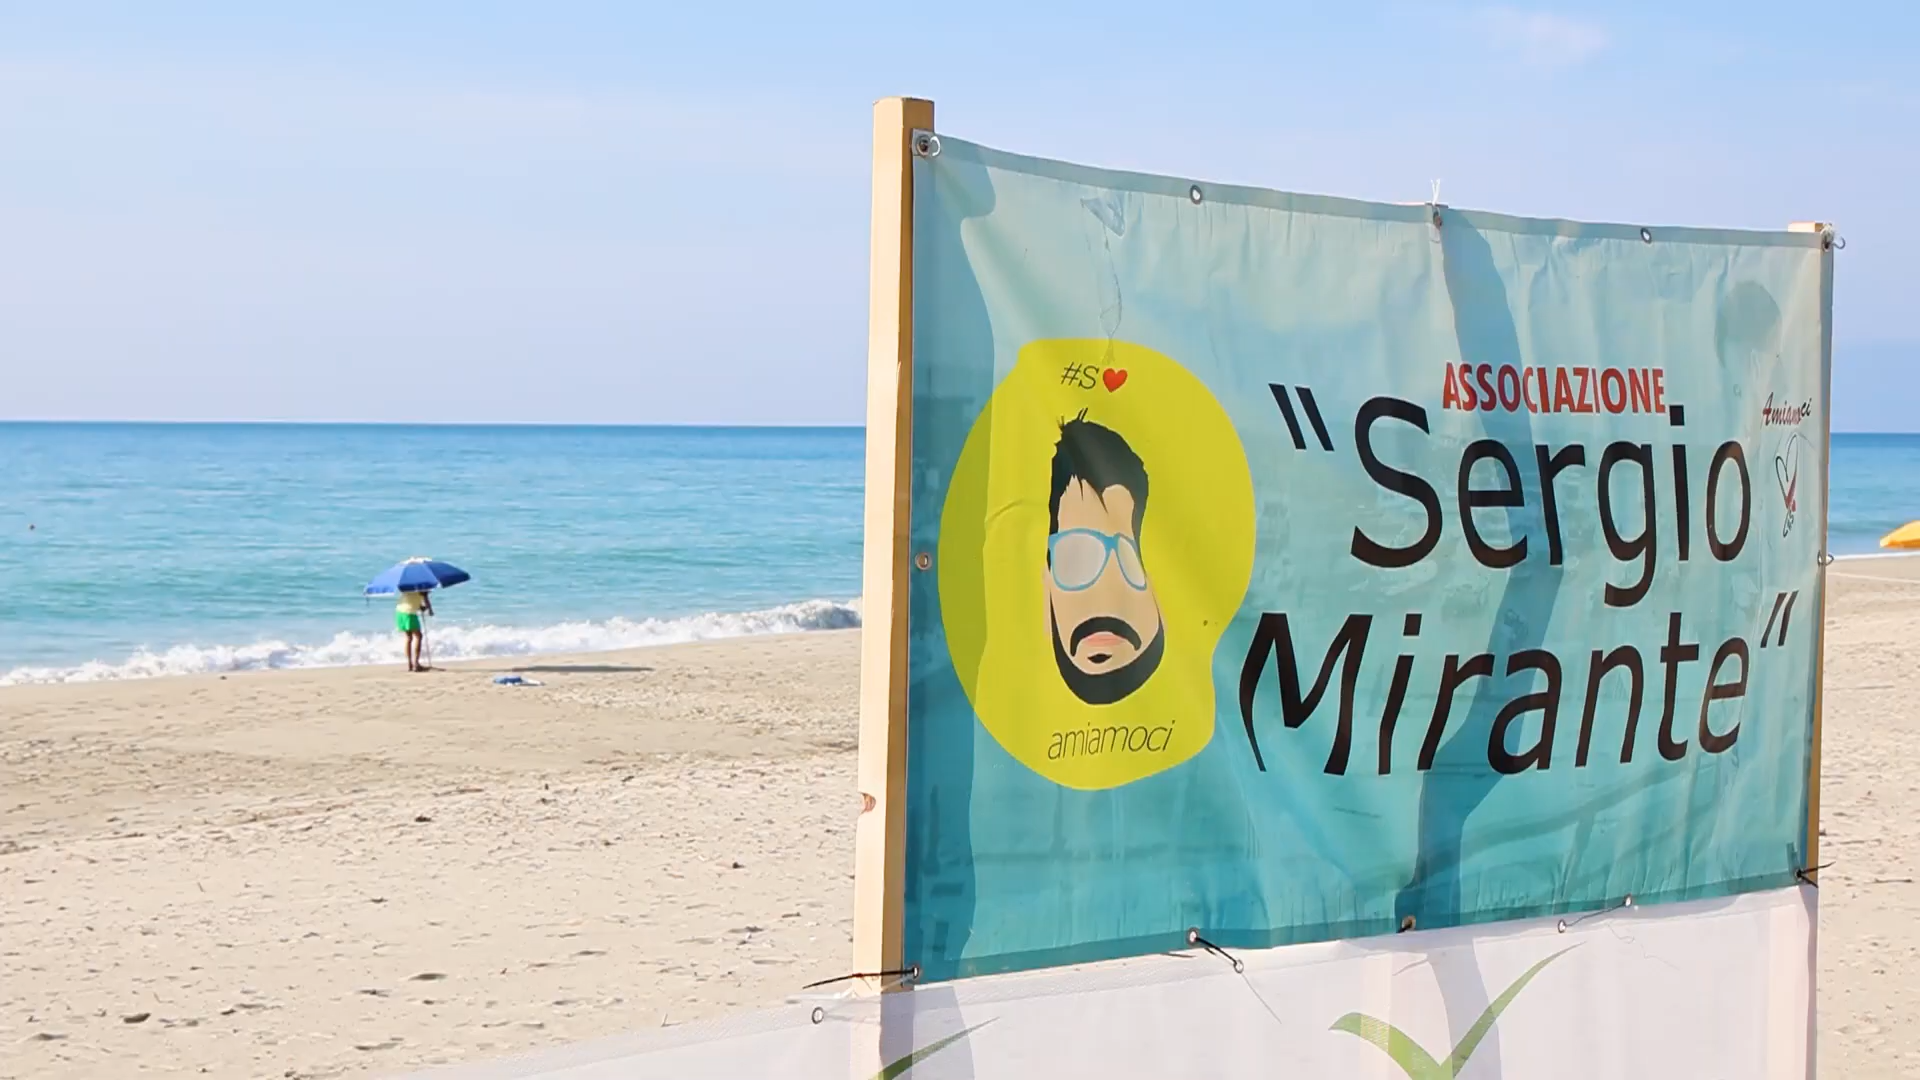 #S❤
amiamoci
ASSOCIAZIONE
"Sergio
Mirante"
Amiamoci